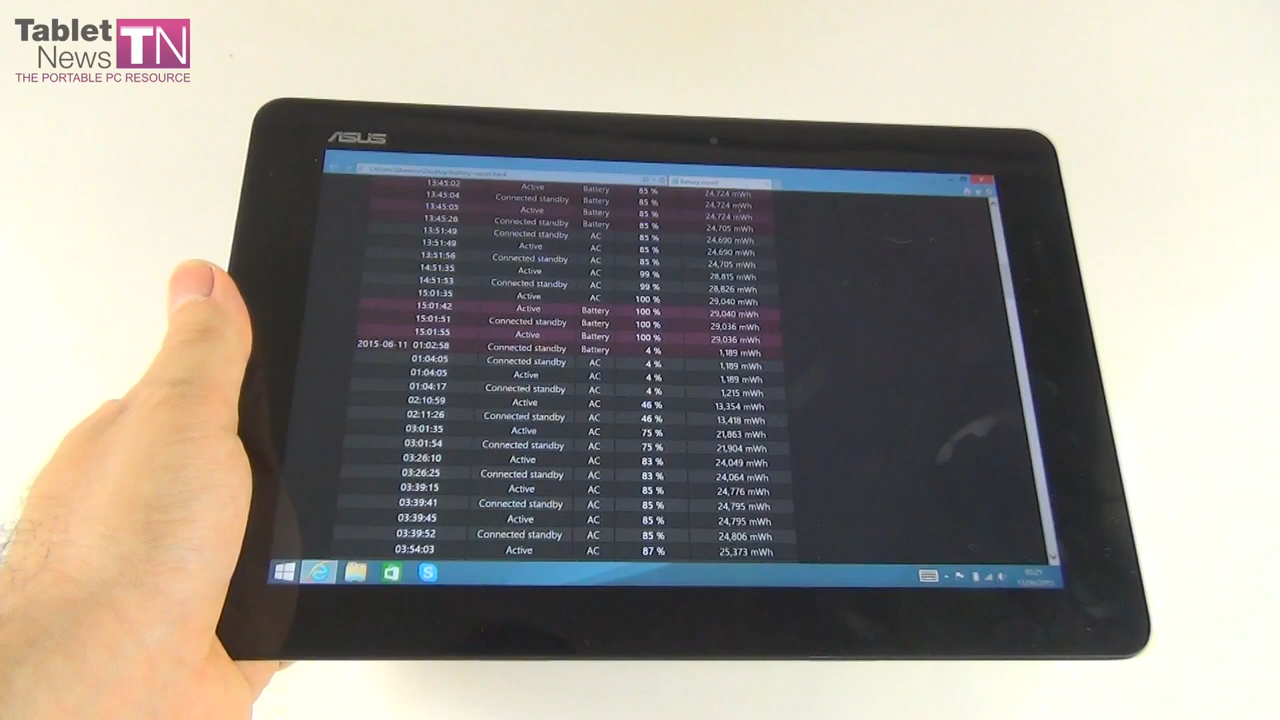 Tablet
News TN
THE PORTABLE PC RESOURCE
ASUS
Battery report
13:45:02 Active Battery 85 % 24,724 mWh
13:45:04 Connected standby Battery 85 % 24,724 mWh
13:45:05 Active Battery 85 % 24,724 mWh
13:45:26 Connected standby Battery 85 % 24,705 mWh
13:51:49 Connected standby AC 85 % 24,690 mWh
13:51:49 Active AC 85 % 24,690 mWh
13:51:56 Connected standby AC 85 % 24,705 mWh
14:51:35 Active AC 99 % 28,815 mWh
14:51:53 Connected standby AC 99 % 28,826 mWh
15:01:35 Active AC 100 % 29,040 mWh
15:01:42 Active Battery 100 % 29,040 mWh
15:01:51 Connected standby Battery 100 % 29,036 mWh
15:01:55 Active Battery 100 % 29,036 mWh
2015-06-11 01:02:58 Connected standby Battery 4 % 1,189 mWh
01:04:05 Connected standby AC 4 % 1,189 mWh
01:04:05 Active AC 4 % 1,189 mWh
01:04:17 Connected standby AC 4 % 1,215 mWh
02:10:59 Active AC 46 % 13,354 mWh
02:11:26 Connected standby AC 46 % 13,418 mWh
03:01:35 Active AC 75 % 21,863 mWh
03:01:54 Connected standby AC 75 % 21,904 mWh
03:26:10 Active AC 83 % 24,049 mWh
03:26:25 Connected standby AC 83 % 24,064 mWh
03:39:15 Active AC 85 % 24,776 mWh
03:39:41 Connected standby AC 85 % 24,795 mWh
03:39:45 Active AC 85 % 24,795 mWh
03:39:52 Connected standby AC 85 % 24,806 mWh
03:54:03 Active AC 87 % 25,373 mWh